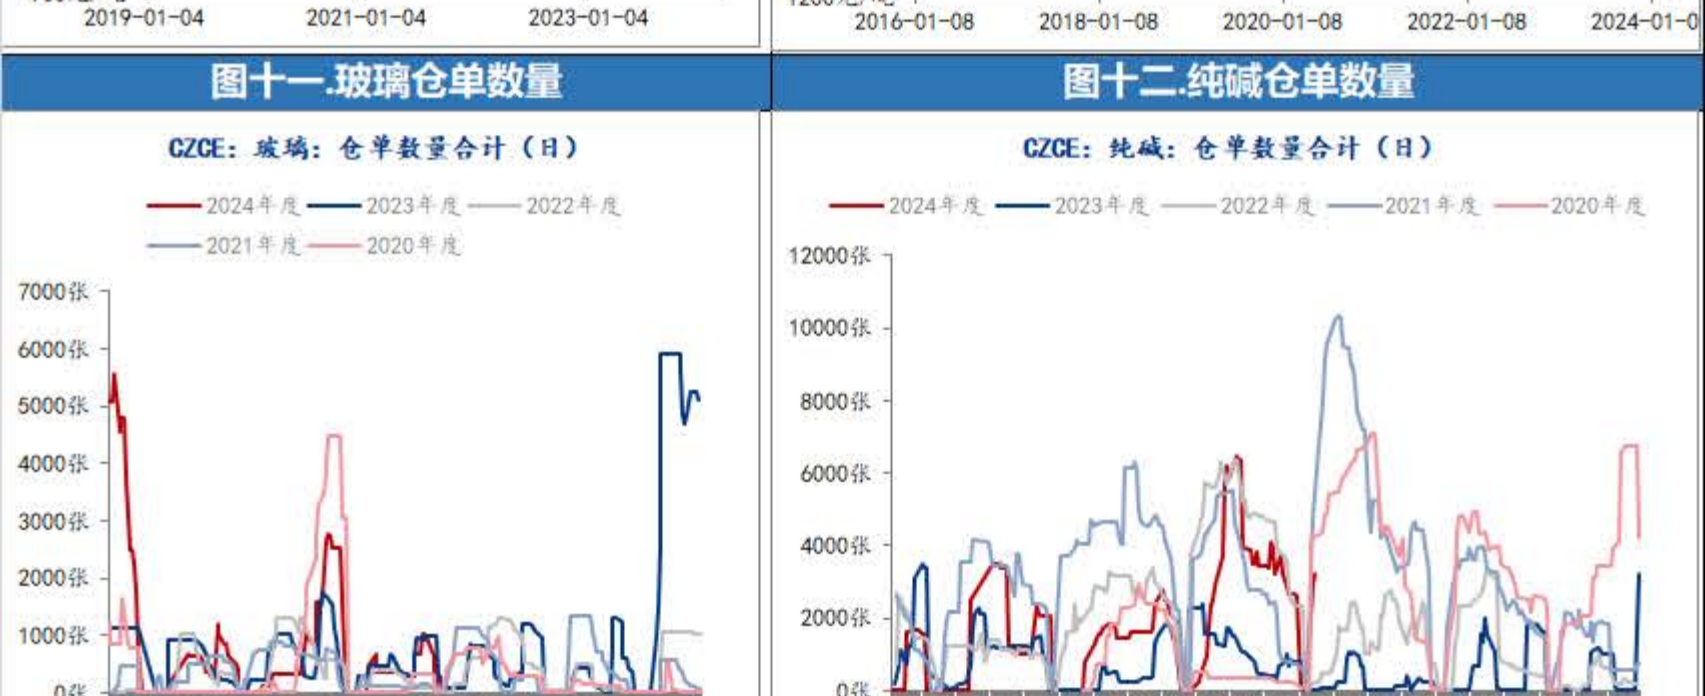 2019-01-04 2021-01-04 2023-01-04
2016-01-08 2018-01-08 2020-01-08 2022-01-08 2024-01-0
图十一.玻璃仓单数量
CZCE：玻璃：仓单数量合计（日）
2024年度 2023年度 2022年度
2021年度 2020年度
7000张
6000张
5000张
4000张
3000张
2000张
1000张
0张
图十二.纯碱仓单数量
CZCE：纯碱：仓单数量合计（日）
2024年度 2023年度 2022年度 2021年度 2020年度
12000张
10000张
8000张
6000张
4000张
2000张
0张